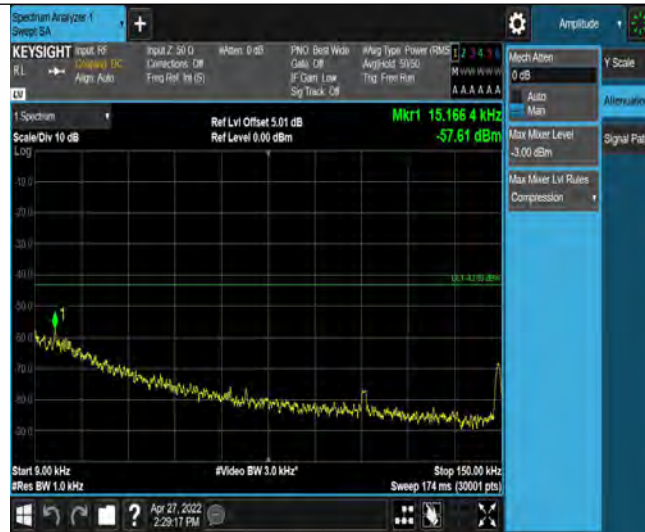 Spectrum Analyzer 1
Swept SA
+
Amplitude
KEYSIGHT Input: RF Input Z: 50 Ω #Atten: 0 dB PNO: Best Wide #Avg Type: Power (RMS 1 2 3 4 5 6
RL Coupling: DC Corrections: Off Gate: Off Avg|Hold: 50/50 M W W W W W
Align: Auto Freq Ref: Int (S) IF Gain: Low Trig: Free Run
Sig Track: Off A A A A A A
LV
1 Spectrum
Ref Lvl Offset 5.01 dB Mkr1 15.166 4 kHz
Scale/Div 10 dB Ref Level 0.00 dBm -57.61 dBm
Log
-10.0
-20.0
-30.0
-40.0
-50.0
1
-60.0
-70.0
-80.0
-90.0
Start 9.00 kHz #Video BW 3.0 kHz* Stop 150.00 kHz
#Res BW 1.0 kHz Sweep 174 ms (30001 pts)
Mech Atten
0 dB
Auto
Man
Max Mixer Level
-3.00 dBm
Max Mixer Lvl Rules
Compression
Y Scale
Attenuation
Signal Pat
?
Apr 27, 2022
2:29:17 PM